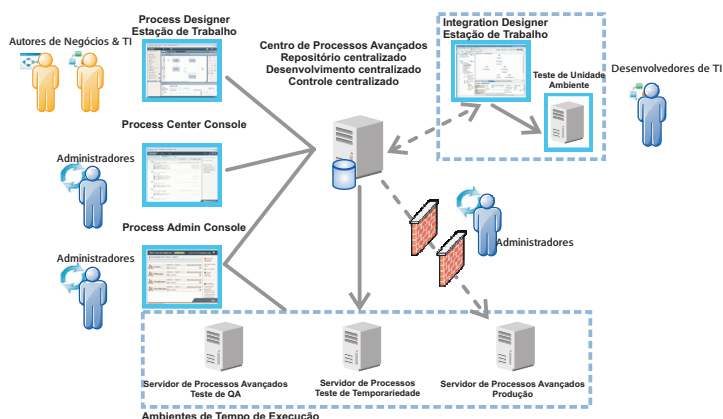 Process Designer
Estação de Trabalho
Integration Designer
Estação de Trabalho
Autores de Negócios & TI
Centro de Processos Avançados
Repositório centralizado
Desenvolvimento centralizado
Controle centralizado
Teste de Unidade
Ambiente
Desenvolvedores de TI
Process Center Console
Administradores
Process Admin Console
Administradores
Administradores
Servidor de Processos Avançados
Teste de QA
Servidor de Processos
Teste de Temporariedade
Servidor de Processos Avançados
Produção
Ambientes de Tempo de Execução